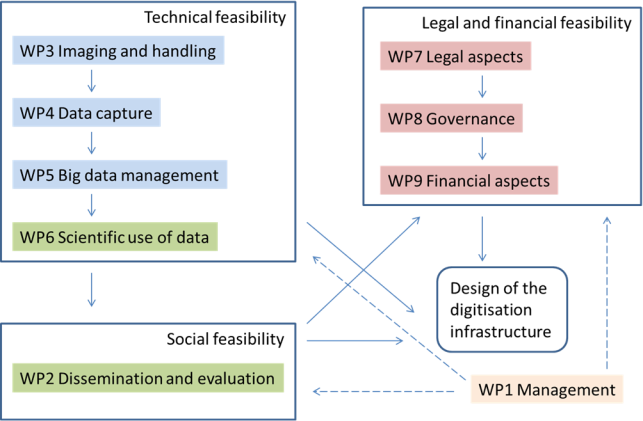 Technical feasibility
WP3 Imaging and handling
WP4 Data capture
WP5 Big data management
WP6 Scientific use of data
Legal and financial feasibility
WP7 Legal aspects
WP8 Governance
WP9 Financial aspects
Design of the
digitisation
infrastructure
Social feasibility
WP2 Dissemination and evaluation
WP1 Management